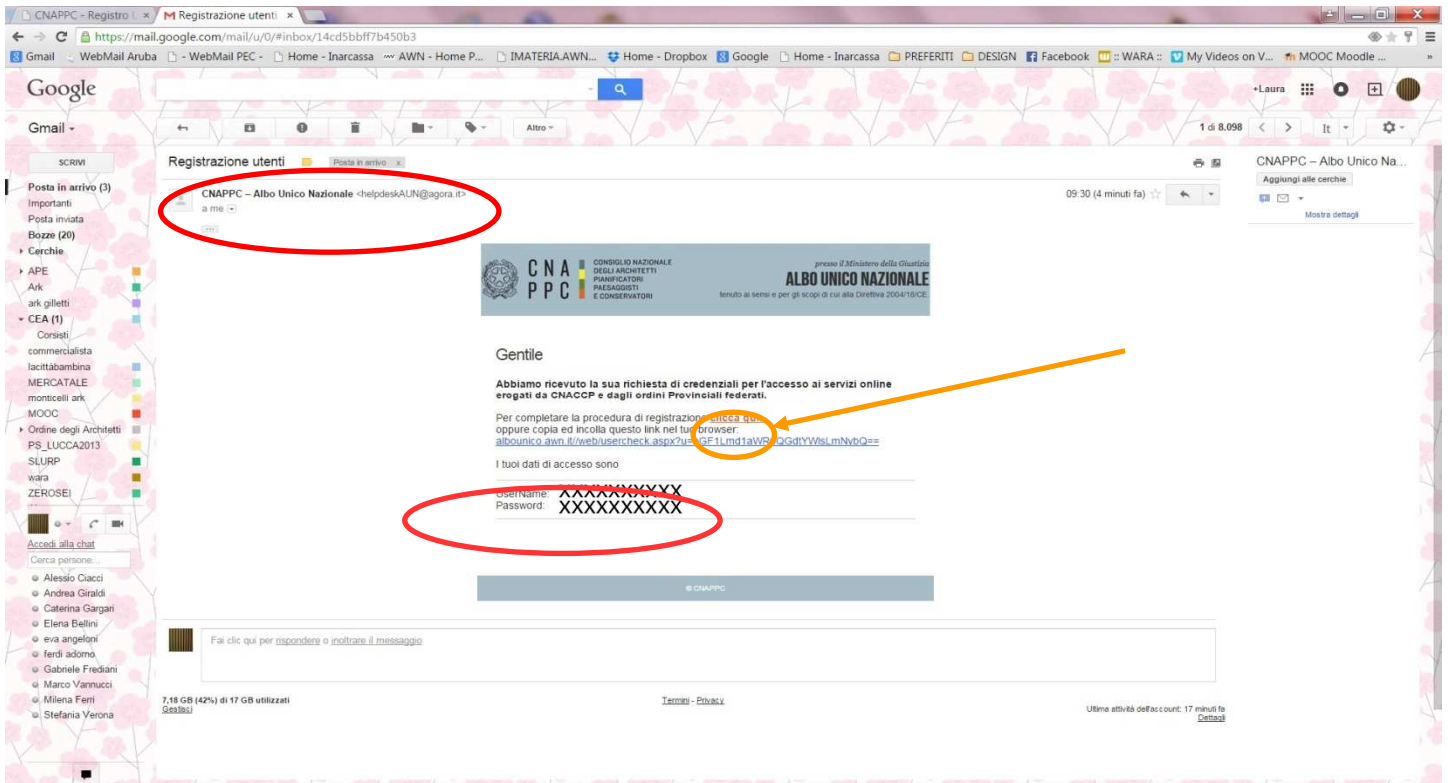 CNAPPC - Registro U
Registrazione utenti
https://mail.google.com/mail/u/0/#inbox/14cd5bbff7b450b3
Gmail WebMail Aruba - WebMail PEC - Home - Inarcassa AWN - Home P... IMATERIA.AWN... Home - Dropbox Google Home - Inarcassa PREFERITI DESIGN Facebook :: WARA :: My Videos on V... MOOC Moodle ... »
Google
+Laura
Gmail
Altro
1 di 8.098
It
SCRIVI
Posta in arrivo (3)
Importanti
Posta inviata
Bozze (20)
Cerchie
APE
Ark
ark gilletti
CEA (1)
Corsisti
commercialista
lacittàbambina
MERCATALE
monticelli ark
MOOC
Ordine degli Architetti
PS_LUCCA2013
SLURP
wara
ZEROSEI
Accedi alla chat
Cerca persone...
Alessio Ciacci
Andrea Giraldi
Caterina Gargari
Elena Bellini
eva angeloni
ferdi adorno
Gabriele Frediani
Marco Vannucci
Milena Ferri
Stefania Verona
Registrazione utenti Posta in arrivo x
CNAPPC – Albo Unico Nazionale <helpdeskAUN@agora.it>
a me
09:30 (4 minuti fa)
CNAPPC – Albo Unico Na...
Aggiungi alle cerchie
Mostra dettagli
CNA
PPC
CONSIGLIO NAZIONALE
DEGLI ARCHITETTI
PIANIFICATORI
PAESAGGISTI
E CONSERVATORI
presso il Ministero della Giustizia
ALBO UNICO NAZIONALE
tenuto ai sensi e per gli scopi di cui alla Direttiva 2004/18/CE.
Gentile
Abbiamo ricevuto la sua richiesta di credenziali per l'accesso ai servizi online
erogati da CNACCP e dagli ordini Provinciali federati.
Per completare la procedura di registrazione clicca qui
oppure copia ed incolla questo link nel tuo browser:
albounico.awn.it//web/usercheck.aspx?u=
I tuoi dati di accesso sono
UserName: XXXXXXXXXX
Password: XXXXXXXXXX
© CNAPPC
Fai clic qui per rispondere o inoltrare il messaggio
7,18 GB (42%) di 17 GB utilizzati
Gestisci
Termini - Privacy
Ultima attività dell'account: 17 minuti fa
Dettagli